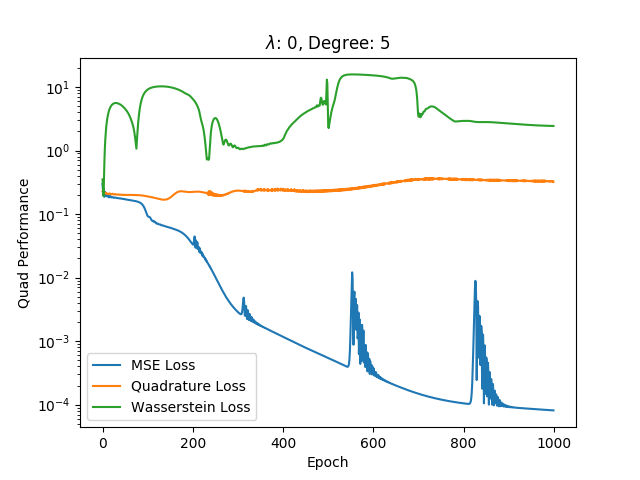 λ: 0, Degree: 5
Quad Performance
10¹
10⁰
10⁻¹
10⁻²
10⁻³
10⁻⁴
MSE Loss
Quadrature Loss
Wasserstein Loss
0 200 400 600 800 1000
Epoch